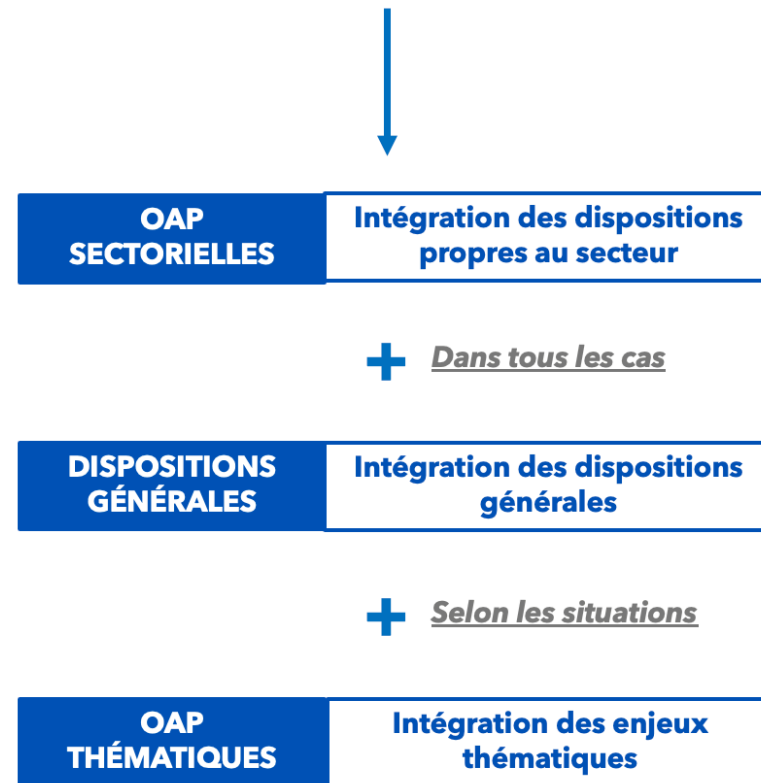 OAP
SECTORIELLES
Intégration des dispositions
propres au secteur
+ Dans tous les cas
DISPOSITIONS
GÉNÉRALES
Intégration des dispositions
générales
+ Selon les situations
OAP
THÉMATIQUES
Intégration des enjeux
thématiques